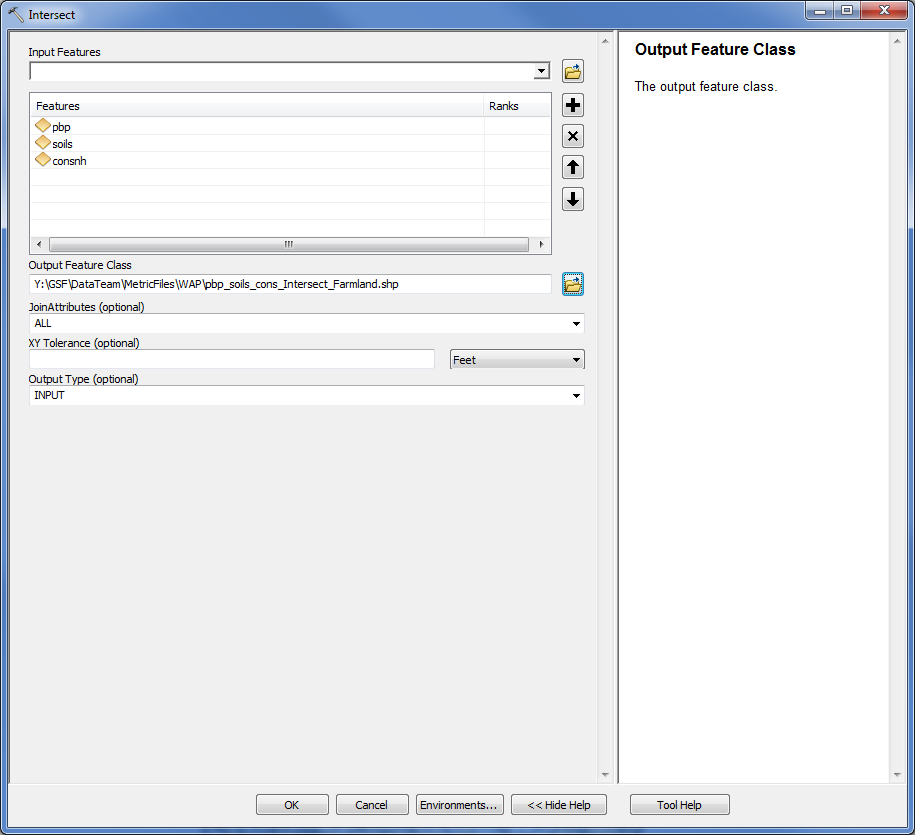 Intersect
Input Features
Features Ranks
pbp
soils
consnh
Output Feature Class
Y:\GSF\DataTeam\MetricFiles\WAP\pbp_soils_cons_Intersect_Farmland.shp
JoinAttributes (optional)
ALL
XY Tolerance (optional)
Feet
Output Type (optional)
INPUT
Output Feature Class
The output feature class.
OK Cancel Environments... << Hide Help Tool Help